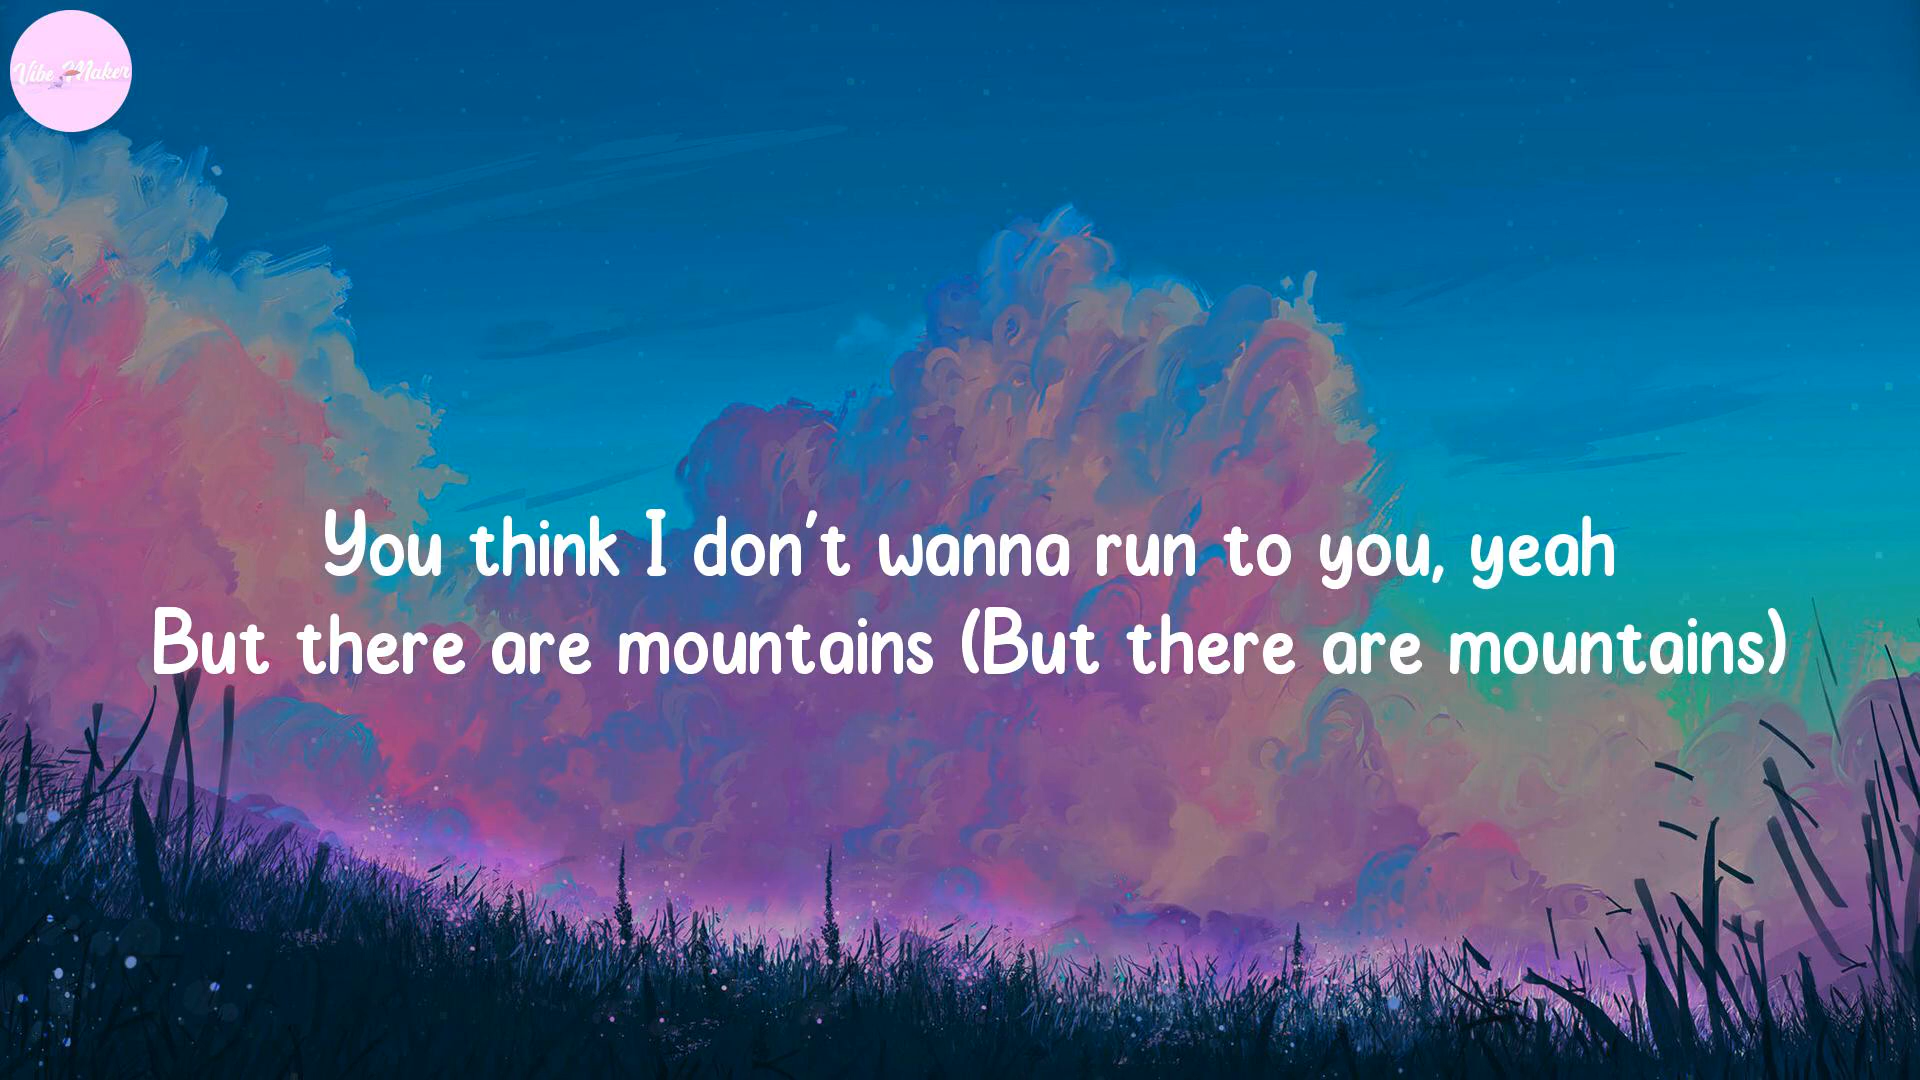 Vibe Maker
You think I don't wanna run to you, yeah
But there are mountains (But there are mountains)